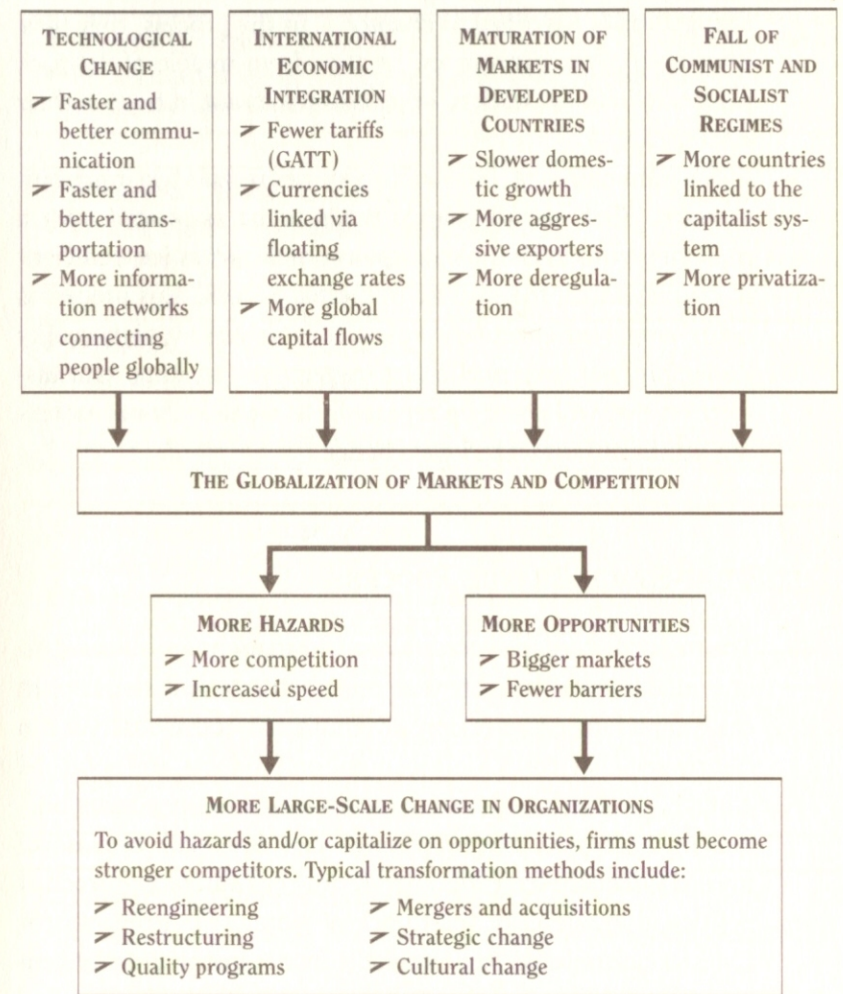 TECHNOLOGICAL
CHANGE
➢ Faster and
better commu-
nication
➢ Faster and
better trans-
portation
➢ More informa-
tion networks
connecting
people globally
INTERNATIONAL
ECONOMIC
INTEGRATION
➢ Fewer tariffs
(GATT)
➢ Currencies
linked via
floating
exchange rates
➢ More global
capital flows
MATURATION OF
MARKETS IN
DEVELOPED
COUNTRIES
➢ Slower domes-
tic growth
➢ More aggres-
sive exporters
➢ More deregula-
tion
FALL OF
COMMUNIST AND
SOCIALIST
REGIMES
➢ More countries
linked to the
capitalist sys-
tem
➢ More privatiza-
tion
THE GLOBALIZATION OF MARKETS AND COMPETITION
MORE HAZARDS
➢ More competition
➢ Increased speed
MORE OPPORTUNITIES
➢ Bigger markets
➢ Fewer barriers
MORE LARGE-SCALE CHANGE IN ORGANIZATIONS
To avoid hazards and/or capitalize on opportunities, firms must become
stronger competitors. Typical transformation methods include:
➢ Reengineering
➢ Restructuring
➢ Quality programs
➢ Mergers and acquisitions
➢ Strategic change
➢ Cultural change